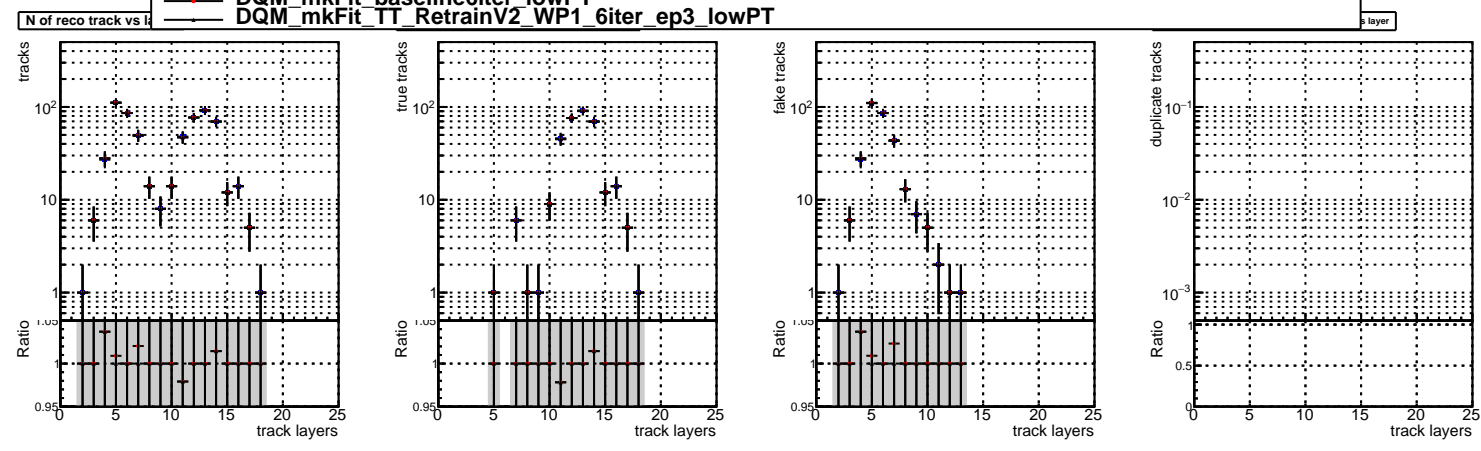 DQM_mkFit_baseline6iter_lowPT
DQM_mkFit_TT_RetrainV2_WP1_6iter_ep3_lowPT
N of reco track vs
s layer
tracks
10²
10
1
Ratio
1.05
1
0.95
0 5 10 15 20 25
track layers
true tracks
10²
10
1
Ratio
1.05
1
0.95
0 5 10 15 20 25
track layers
fake tracks
10²
10
1
Ratio
1.05
1
0.95
0 5 10 15 20 25
track layers
duplicate tracks
10⁻¹
10⁻²
10⁻³
Ratio
1
0.5
0
0 5 10 15 20 25
track layers